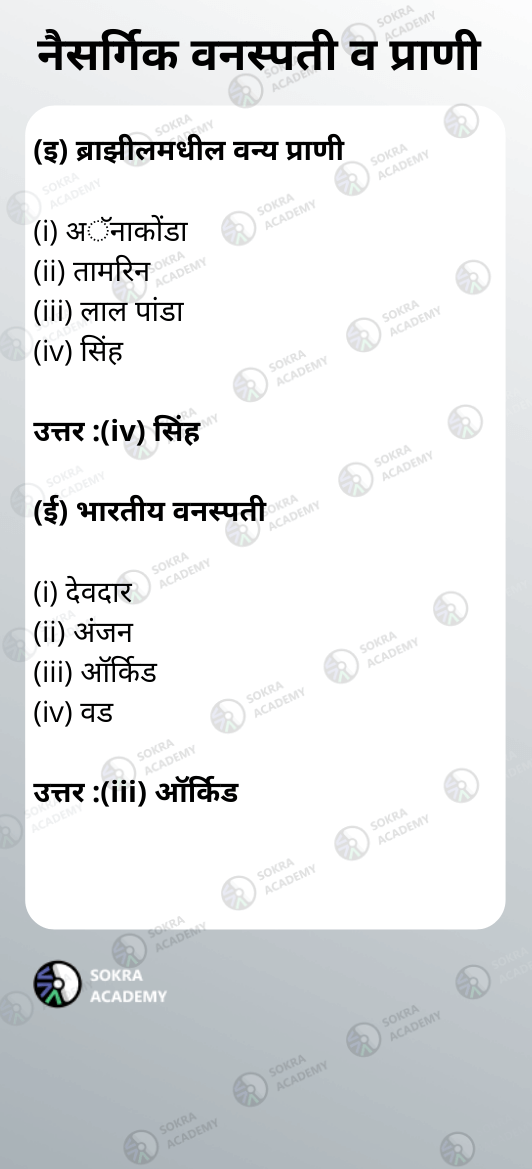 नैसर्गिक वनस्पती व प्राणी
(इ) ब्राझीलमधील वन्य प्राणी
(i) अॅनाकोंडा
(ii) तामरिन
(iii) लाल पांडा
(iv) सिंह
उत्तर :(iv) सिंह
(ई) भारतीय वनस्पती
(i) देवदार
(ii) अंजन
(iii) ऑर्किड
(iv) वड
उत्तर :(iii) ऑर्किड
SOKRA
ACADEMY